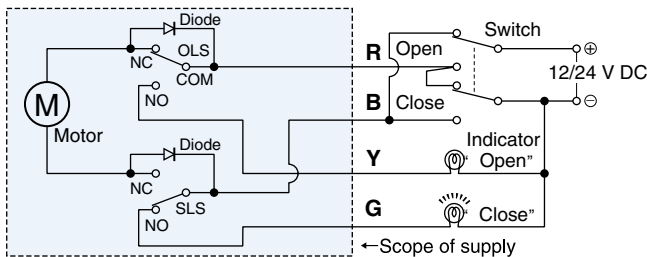 Diode
NC
OLS
COM
NO
M
Motor
Diode
NC
NO
SLS
R
Open
Switch
⊕
12/24 V DC
⊖
B
Close
Y
Indicator
"Open"
G
"Close"
←Scope of supply